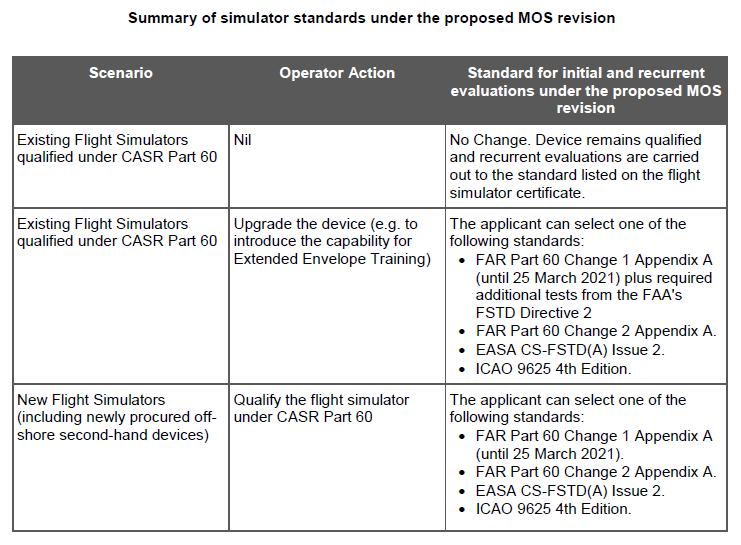 Summary of simulator standards under the proposed MOS revision
Scenario
Operator Action
Standard for initial and recurrent
evaluations under the proposed MOS
revision
Existing Flight Simulators
qualified under CASR Part 60
Nil
No Change. Device remains qualified
and recurrent evaluations are carried
out to the standard listed on the flight
simulator certificate.
Existing Flight Simulators
qualified under CASR Part 60
Upgrade the device (e.g. to
introduce the capability for
Extended Envelope Training)
The applicant can select one of the
following standards:
• FAR Part 60 Change 1 Appendix A
(until 25 March 2021) plus required
additional tests from the FAA's
FSTD Directive 2
• FAR Part 60 Change 2 Appendix A.
• EASA CS-FSTD(A) Issue 2.
• ICAO 9625 4th Edition.
New Flight Simulators
(including newly procured off-
shore second-hand devices)
Qualify the flight simulator
under CASR Part 60
The applicant can select one of the
following standards:
• FAR Part 60 Change 1 Appendix A
(until 25 March 2021).
• FAR Part 60 Change 2 Appendix A.
• EASA CS-FSTD(A) Issue 2.
• ICAO 9625 4th Edition.